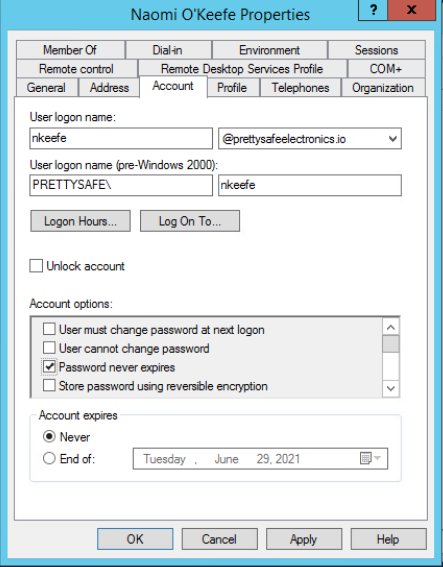 Naomi O'Keefe Properties
? x
Member Of Dial-in Environment Sessions
Remote control Remote Desktop Services Profile COM+
General Address Account Profile Telephones Organization
User logon name:
nkeefe @prettysafeelectronics.io
User logon name (pre-Windows 2000):
PRETTYSAFE\ nkeefe
Logon Hours... Log On To...
Unlock account
Account options:
User must change password at next logon
User cannot change password
Password never expires
Store password using reversible encryption
Account expires
Never
End of: Tuesday , June 29, 2021
OK Cancel Apply Help